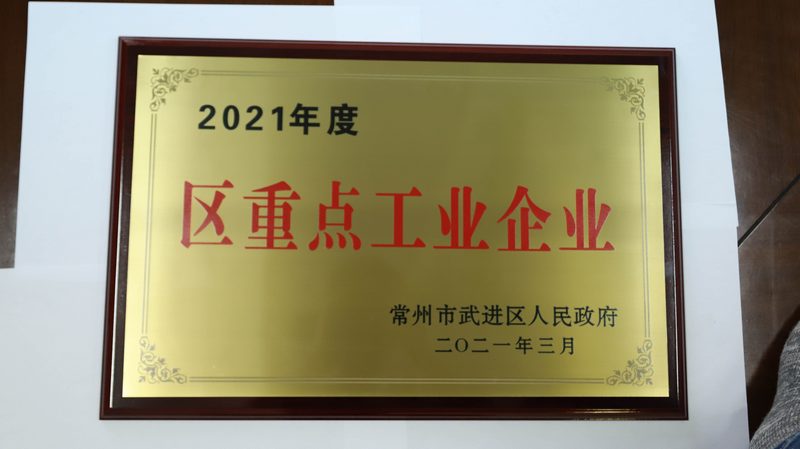 2021年度
区重点工业企业
常州市武进区人民政府
二〇二一年三月